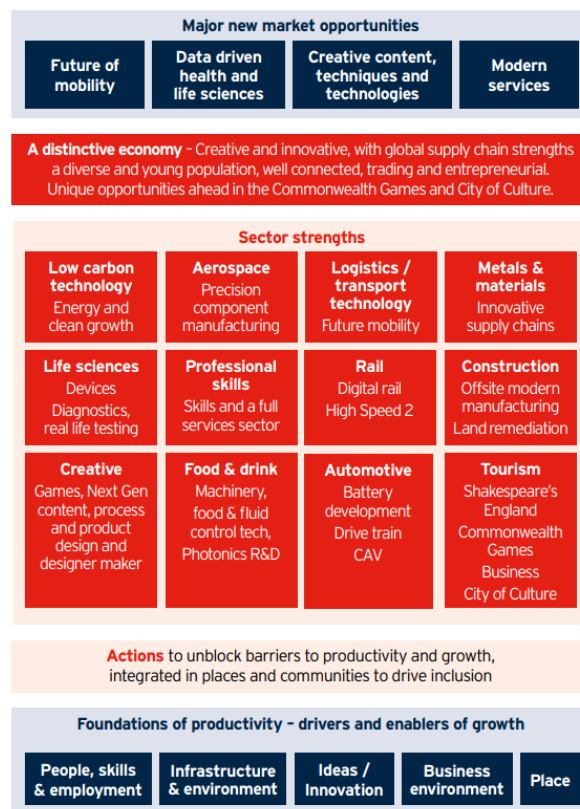 Major new market opportunities
Future of
mobility
Data driven
health and
life sciences
Creative content,
techniques and
technologies
Modern
services
A distinctive economy – Creative and innovative, with global supply chain strengths
a diverse and young population, well connected, trading and entrepreneurial.
Unique opportunities ahead in the Commonwealth Games and City of Culture.
Sector strengths
Low carbon
technology
Energy and
clean growth
Aerospace
Precision
component
manufacturing
Logistics /
transport
technology
Future mobility
Metals &
materials
Innovative
supply chains
Life sciences
Devices
Diagnostics,
real life testing
Professional
skills
Skills and a full
services sector
Rail
Digital rail
High Speed 2
Construction
Offsite modern
manufacturing
Land remediation
Creative
Games, Next Gen
content, process
and product
design and
designer maker
Food & drink
Machinery,
food & fluid
control tech,
Photonics R&D
Automotive
Battery
development
Drive train
CAV
Tourism
Shakespeare's
England
Commonwealth
Games
Business
City of Culture
Actions to unblock barriers to productivity and growth,
integrated in places and communities to drive inclusion
Foundations of productivity – drivers and enablers of growth
People, skills
& employment
Infrastructure
& environment
Ideas /
Innovation
Business
environment
Place